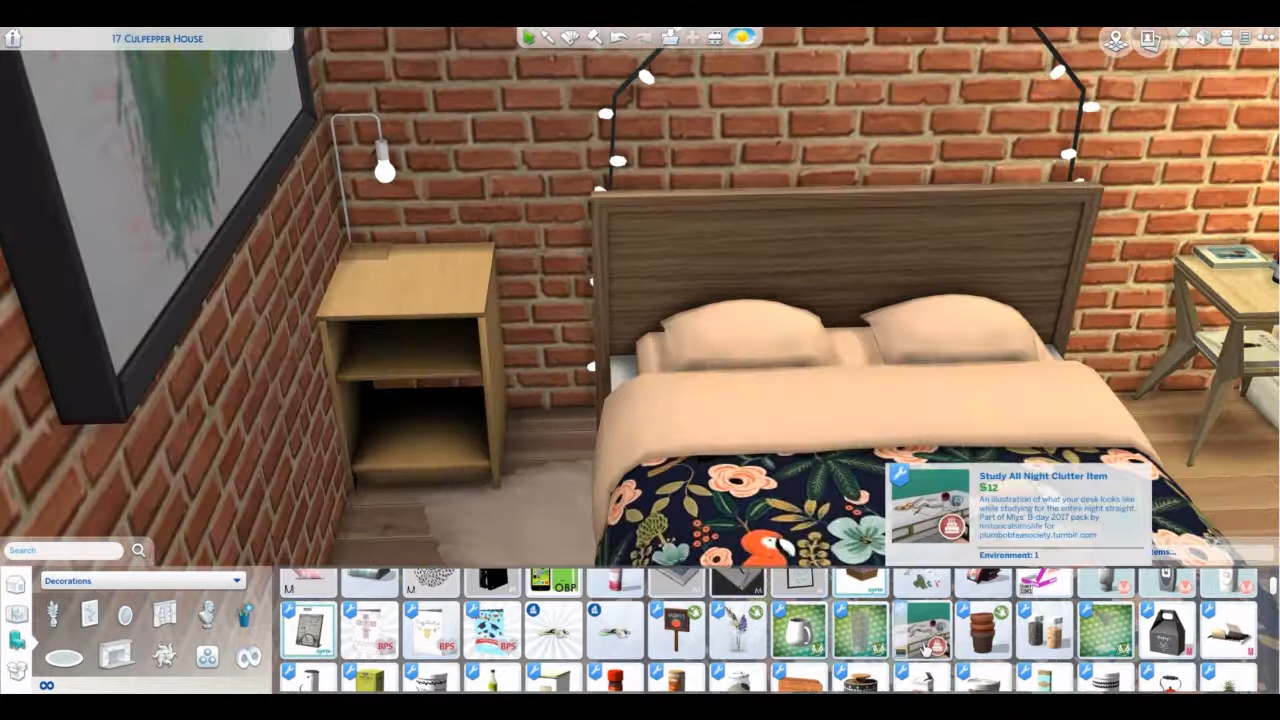 17 CULPEPPER HOUSE
Study All Night Clutter Item
§12
An illustration of what your desk looks like
while studying for the entire night straight.
Part of Mlys' B-day 2017 pack by
historicalsimslife for
plumbobteasociety.tumblr.com
Environment: 1
Items...
Search
Decorations
M
M
OBP
BPS
BPS
BPS
M
M